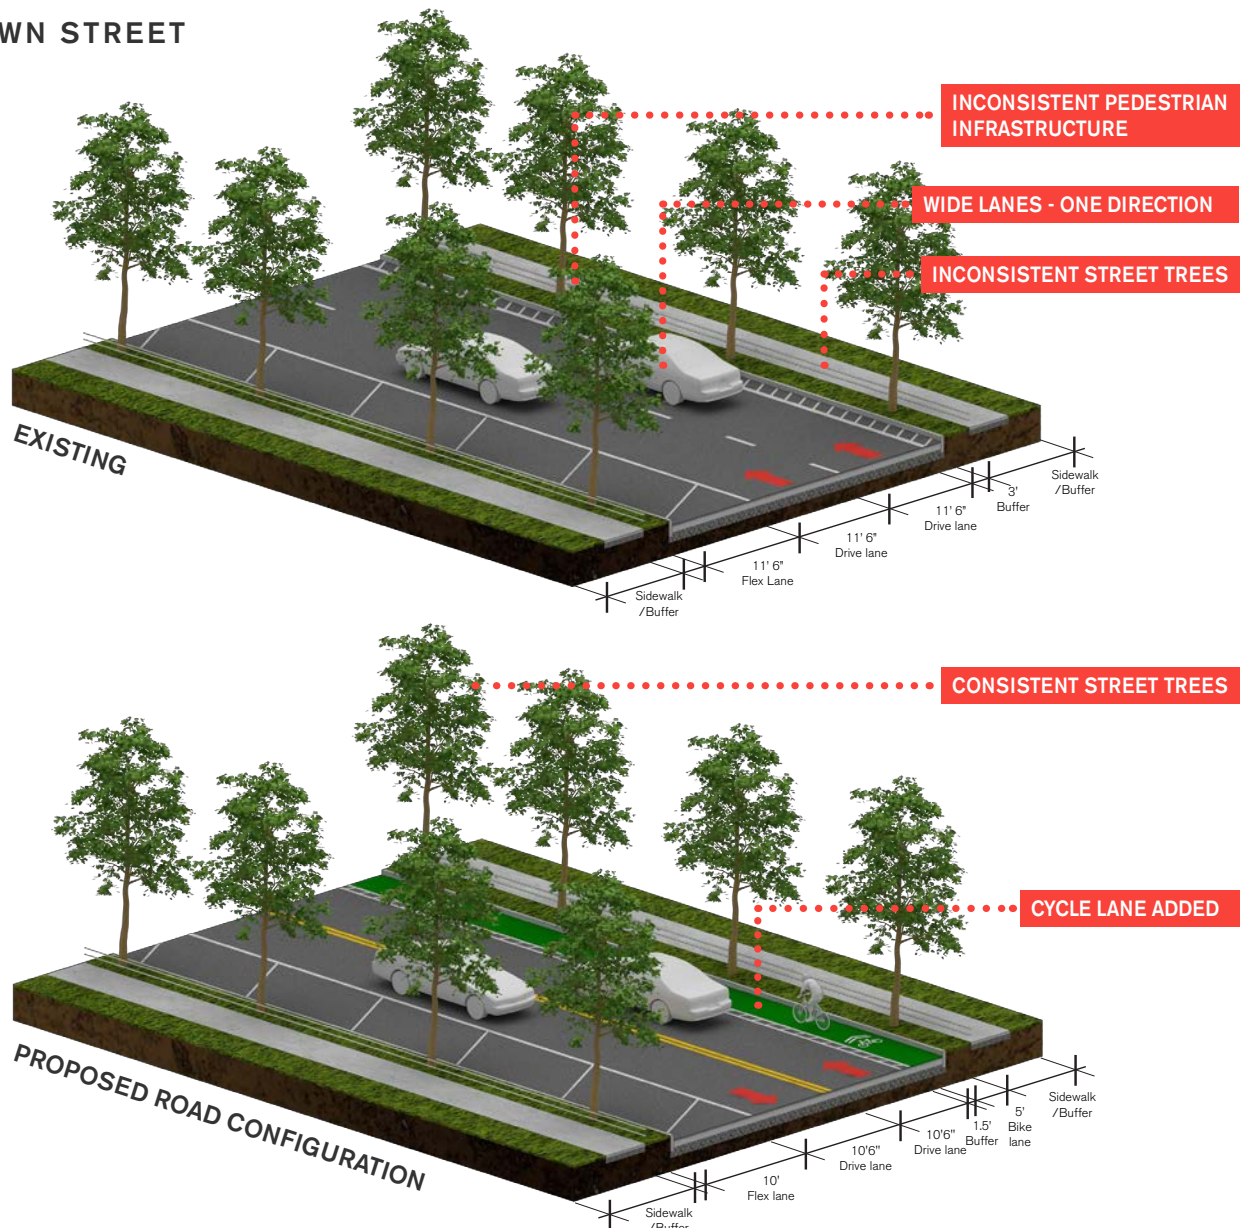 WN STREET
INCONSISTENT PEDESTRIAN
INFRASTRUCTURE
WIDE LANES - ONE DIRECTION
INCONSISTENT STREET TREES
EXISTING
Sidewalk
/Buffer
3'
Buffer
11' 6"
Drive lane
11' 6"
Drive lane
11' 6"
Flex Lane
Sidewalk
/Buffer
CONSISTENT STREET TREES
CYCLE LANE ADDED
PROPOSED ROAD CONFIGURATION
Sidewalk
/Buffer
5'
Bike
lane
1.5'
Buffer
10'6"
Drive lane
10'6"
Drive lane
10'
Flex lane
Sidewalk
/Buffer